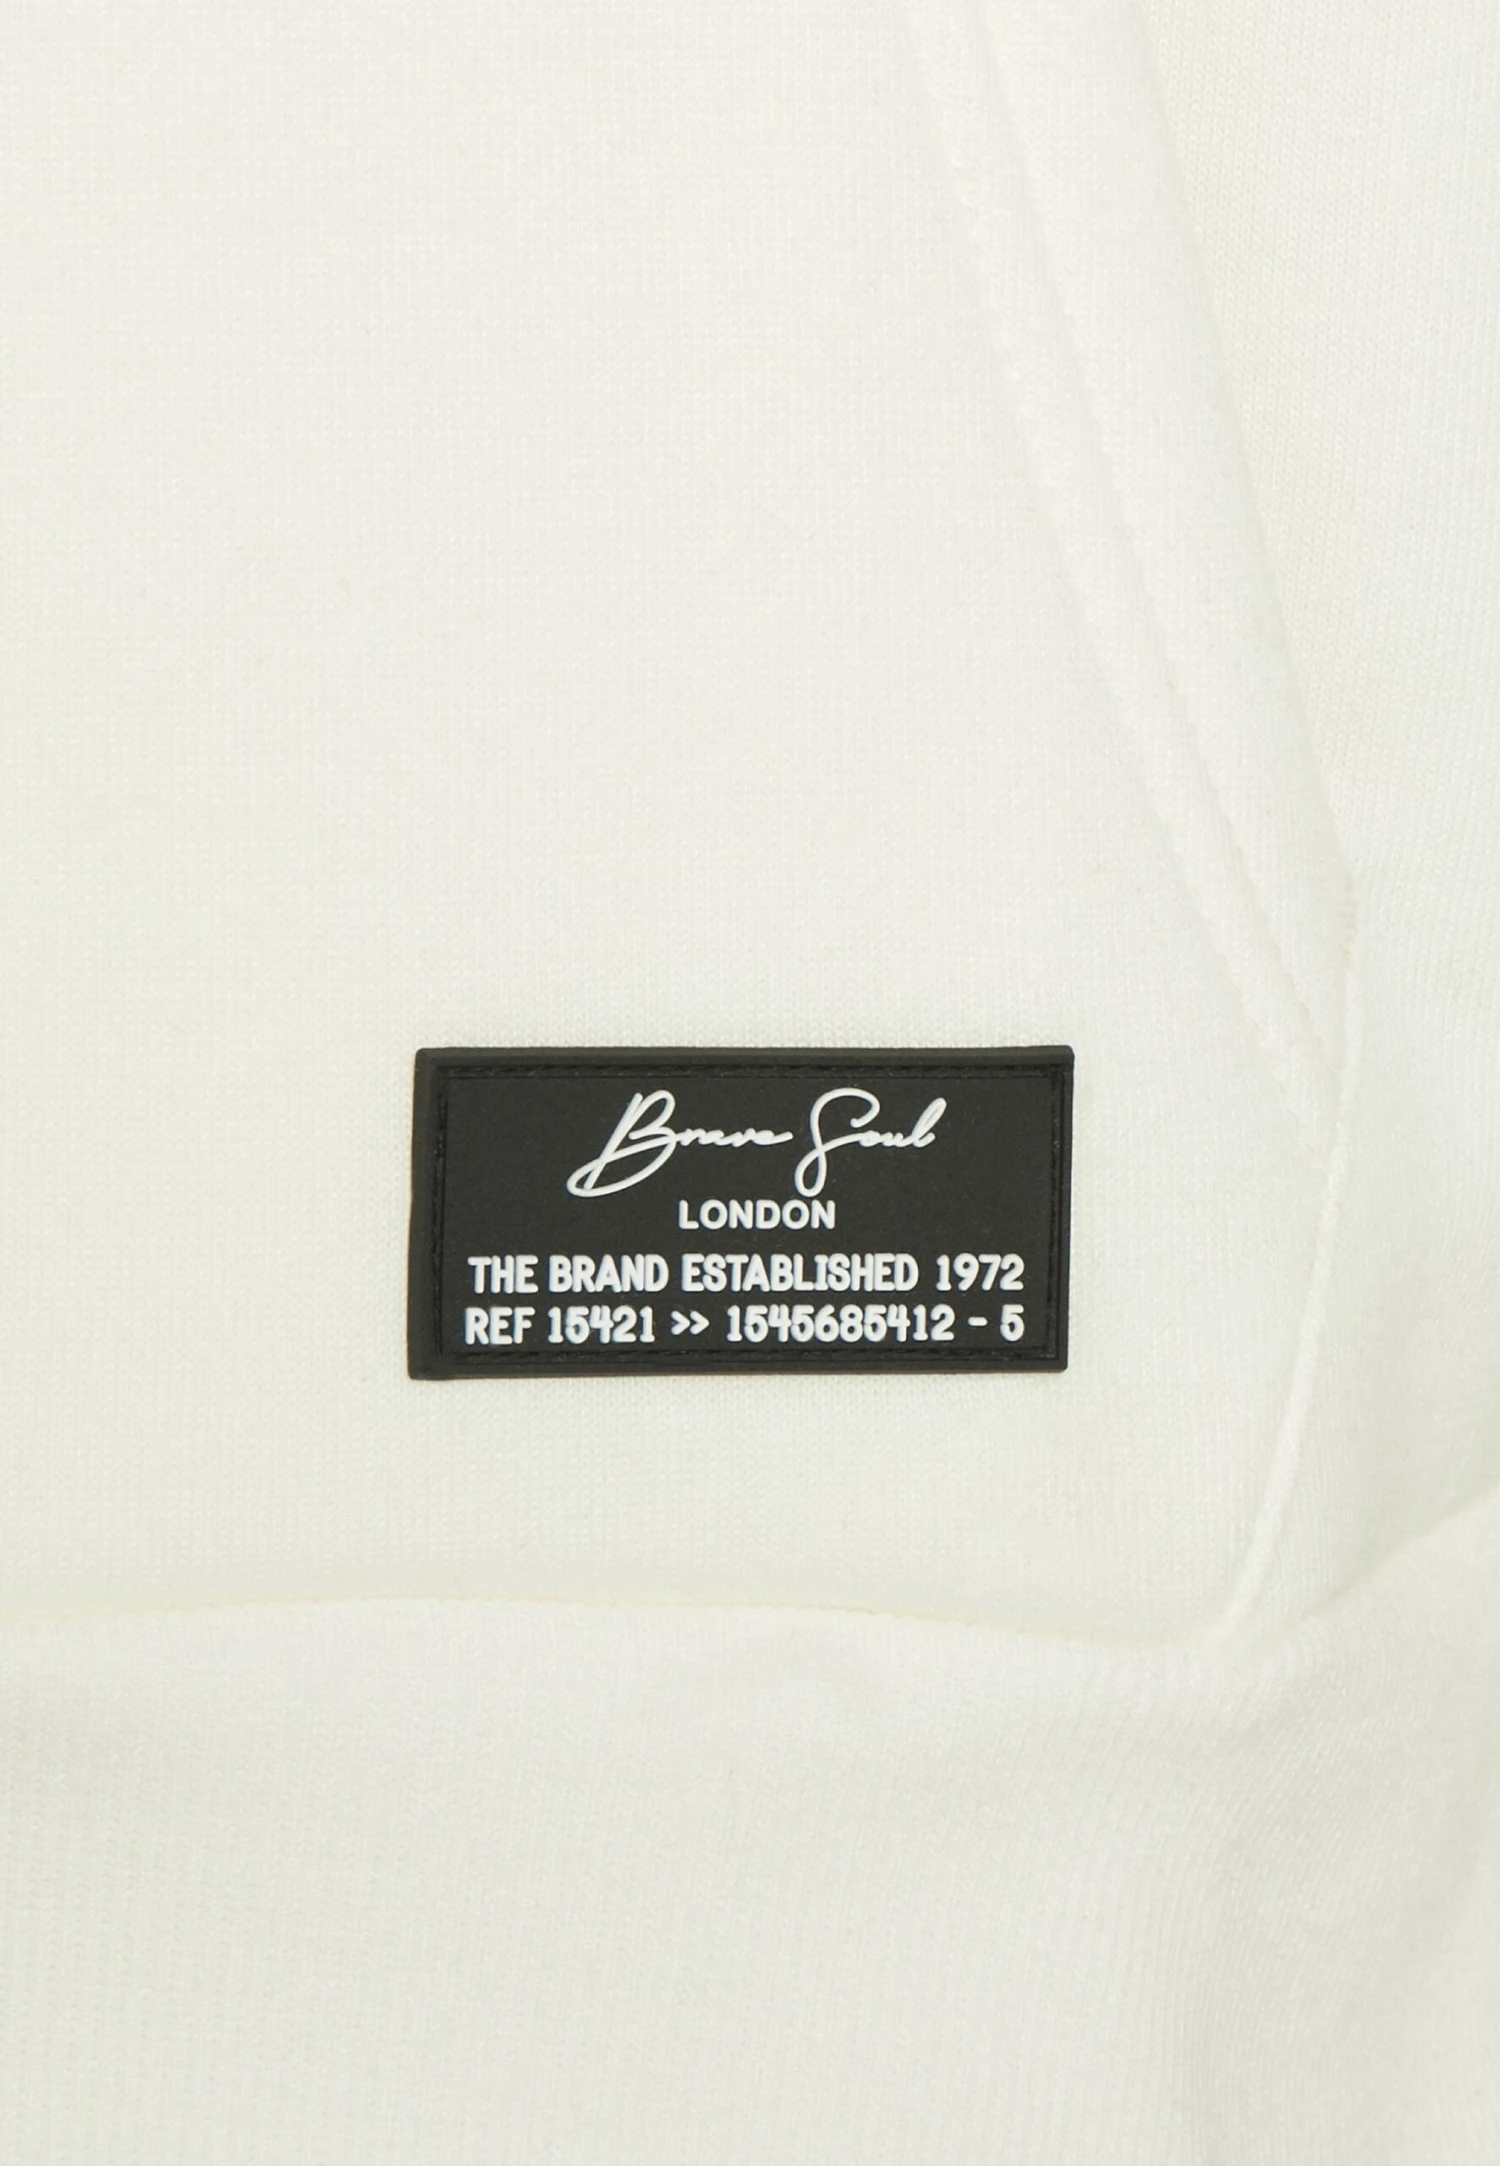 Brave Soul
LONDON
THE BRAND ESTABLISHED 1972
REF 15421 >> 1545685412 - 5